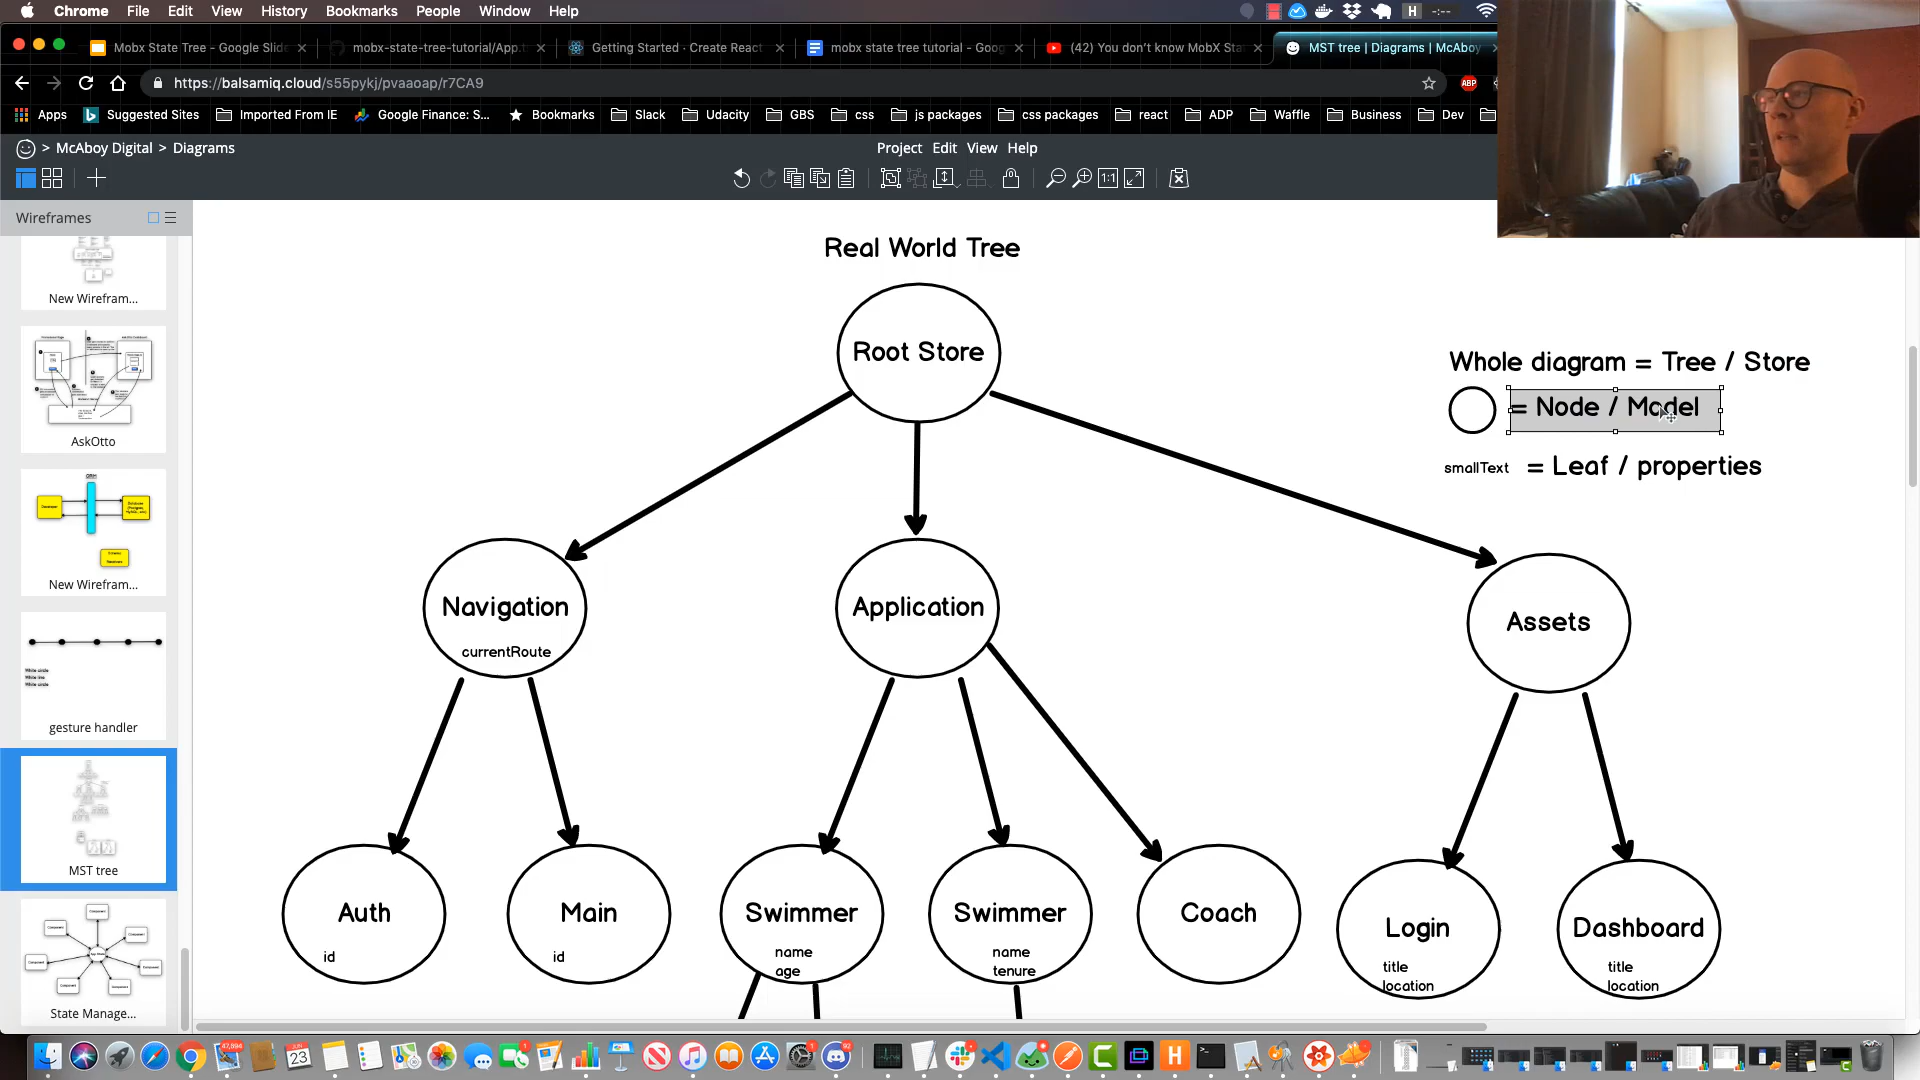 Chrome File Edit View History Bookmarks People Window Help
Mobx State Tree - Google Slide
mobx-state-tree-tutorial/App.t
Getting Started · Create React
mobx state tree tutorial - Goog
(42) You don't know MobX Sta
MST tree | Diagrams | McAboy
https://balsamiq.cloud/s55pykj/pvaaoap/r7CA9
ABP
Apps Suggested Sites Imported From IE Google Finance: S... Bookmarks Slack Udacity GBS css js packages css packages react ADP Waffle Business Dev
> McAboy Digital > Diagrams
Project Edit View Help
1:1
Wireframes
New Wirefram...
AskOtto
New Wirefram...
gesture handler
MST tree
State Manage...
Real World Tree
Root Store
Whole diagram = Tree / Store
= Node / Model
smallText = Leaf / properties
Navigation
currentRoute
Application
Assets
Auth
id
Main
id
Swimmer
name
age
Swimmer
name
tenure
Coach
Login
title
location
Dashboard
title
location